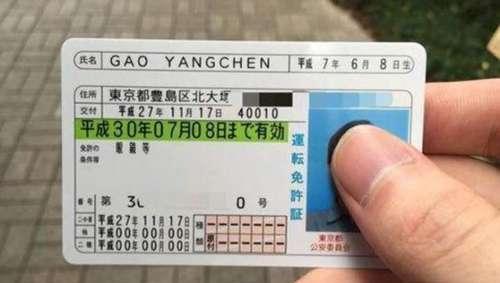 氏名 GAO YANGCHEN 平成 7年 6月 8日生
住所 東京都豊島区北大塚
交付 平成27年11月17日 40010
平成30年07月08日まで有効
免許の 眼鏡等
条件等
運転免許証
番号 第 3 0 号
二小原 平成27年11月17日
他 平成00年00月00日
二種 平成00年00月00日
種類
東京都
公安委員会